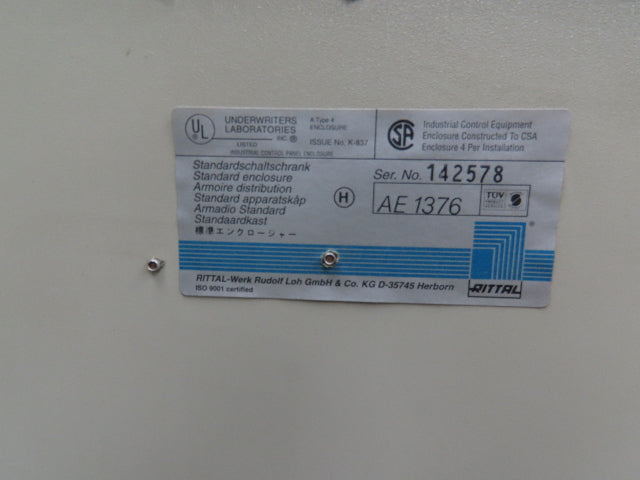 UL
UNDERWRITERS
LABORATORIES
INC.®
LISTED
INDUSTRIAL CONTROL PANEL ENCLOSURE
A Type 4
ENCLOSURE
ISSUE No. K-837
SA
Industrial Control Equipment
Enclosure Constructed To CSA
Enclosure 4 Per Installation
Standardschaltschrank
Standard enclosure
Armoire distribution
Standard apparatskåp
Armadio Standard
Standaardkast
標準エンクロージャー
H
Ser. No. 142578
AE 1376
TÜV
RITTAL
RITTAL-Werk Rudolf Loh GmbH & Co. KG D-35745 Herborn
ISO 9001 certified